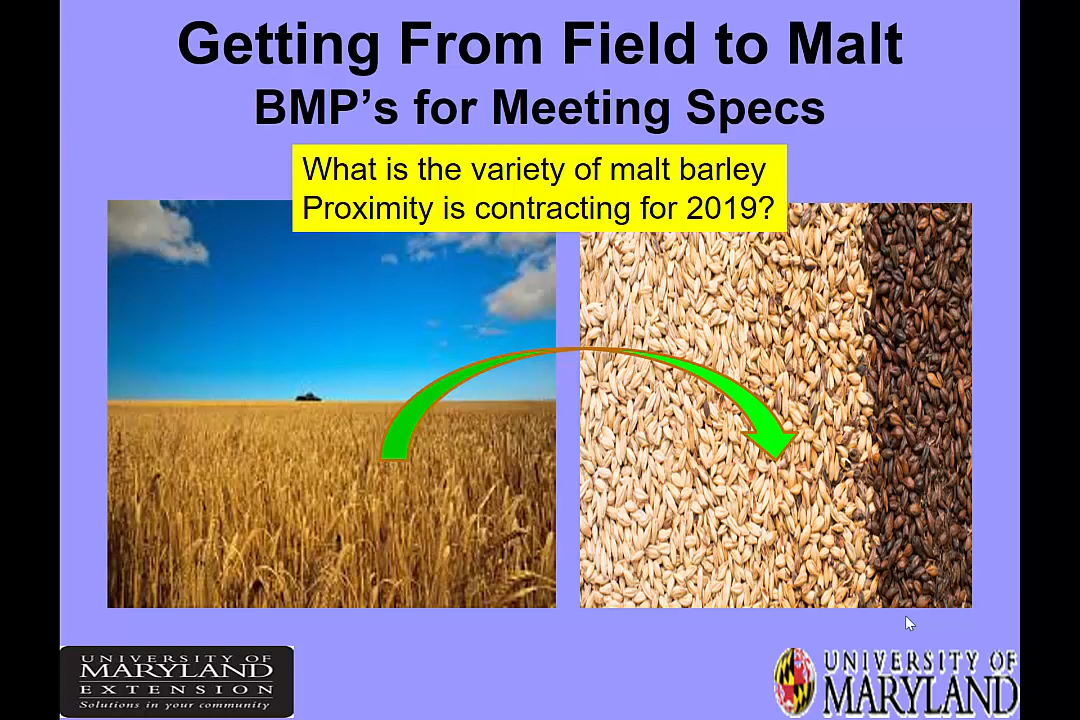 Getting From Field to Malt
BMP's for Meeting Specs
What is the variety of malt barley
Proximity is contracting for 2019?
UNIVERSITY OF
MARYLAND
EXTENSION
Solutions in your community
UNIVERSITY OF
MARYLAND